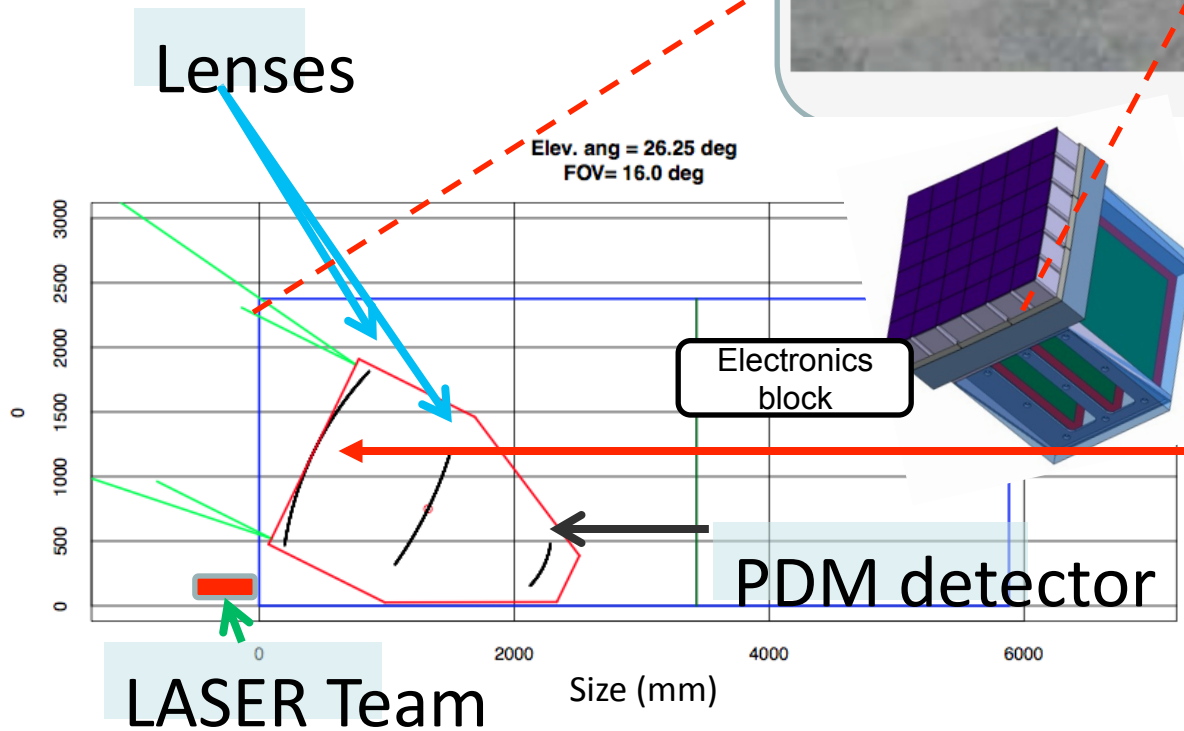 Lenses
Elev. ang = 26.25 deg
FOV= 16.0 deg
3000
2500
2000
1500
1000
500
0
0
Electronics
block
PDM detector
0
2000
4000
6000
Size (mm)
LASER Team